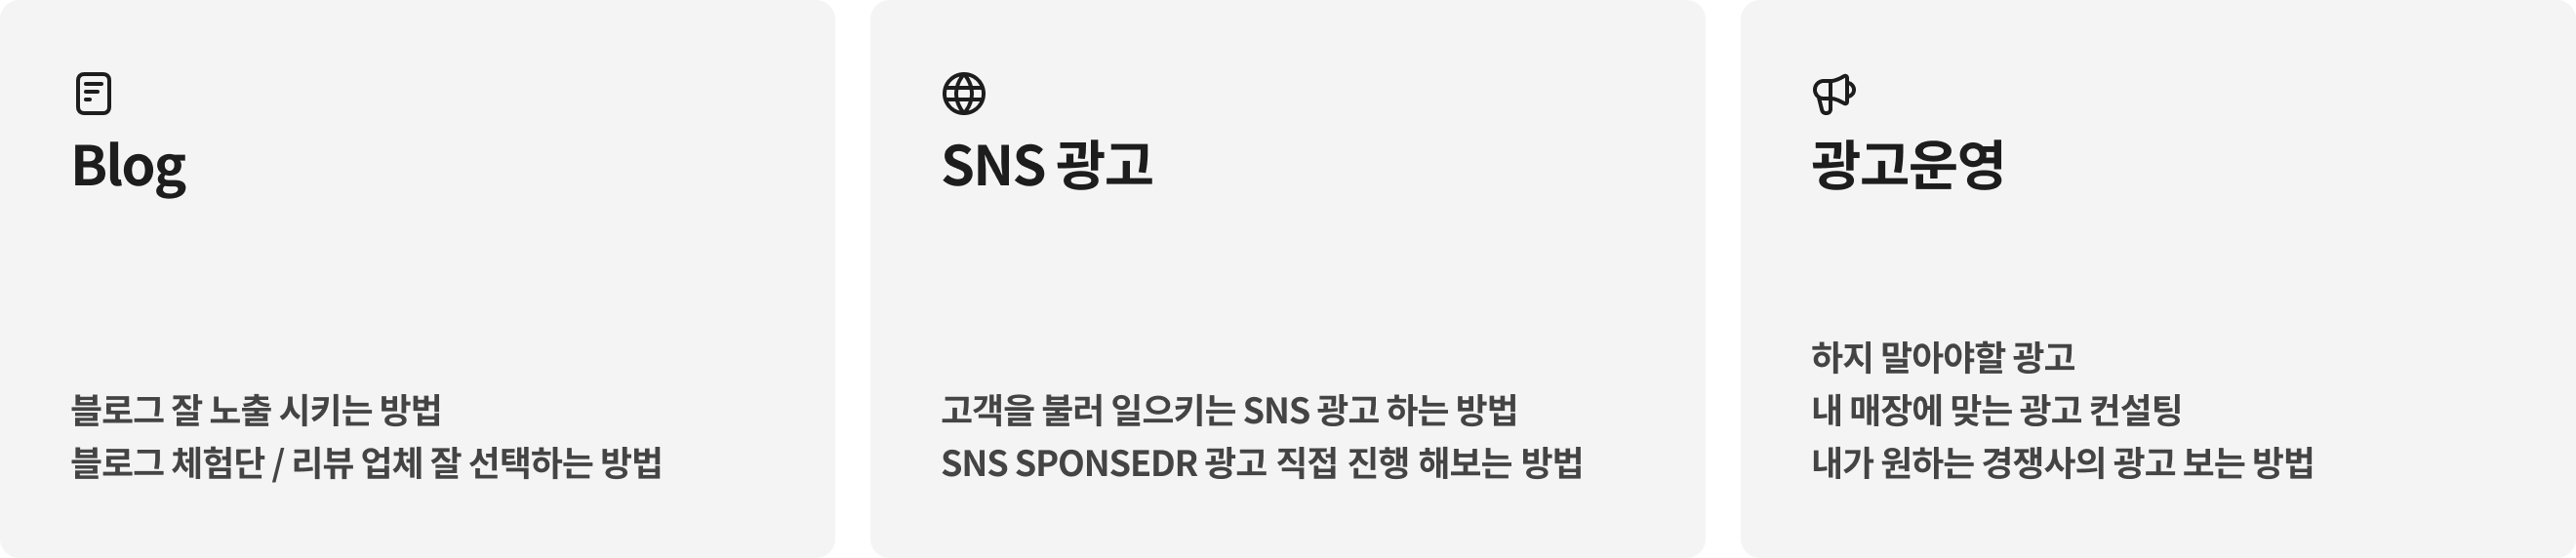 Blog
블로그 잘 노출 시키는 방법
블로그 체험단 / 리뷰 업체 잘 선택하는 방법
SNS 광고
고객을 불러 일으키는 SNS 광고 하는 방법
SNS SPONSEDR 광고 직접 진행 해보는 방법
광고운영
하지 말아야할 광고
내 매장에 맞는 광고 컨설팅
내가 원하는 경쟁사의 광고 보는 방법